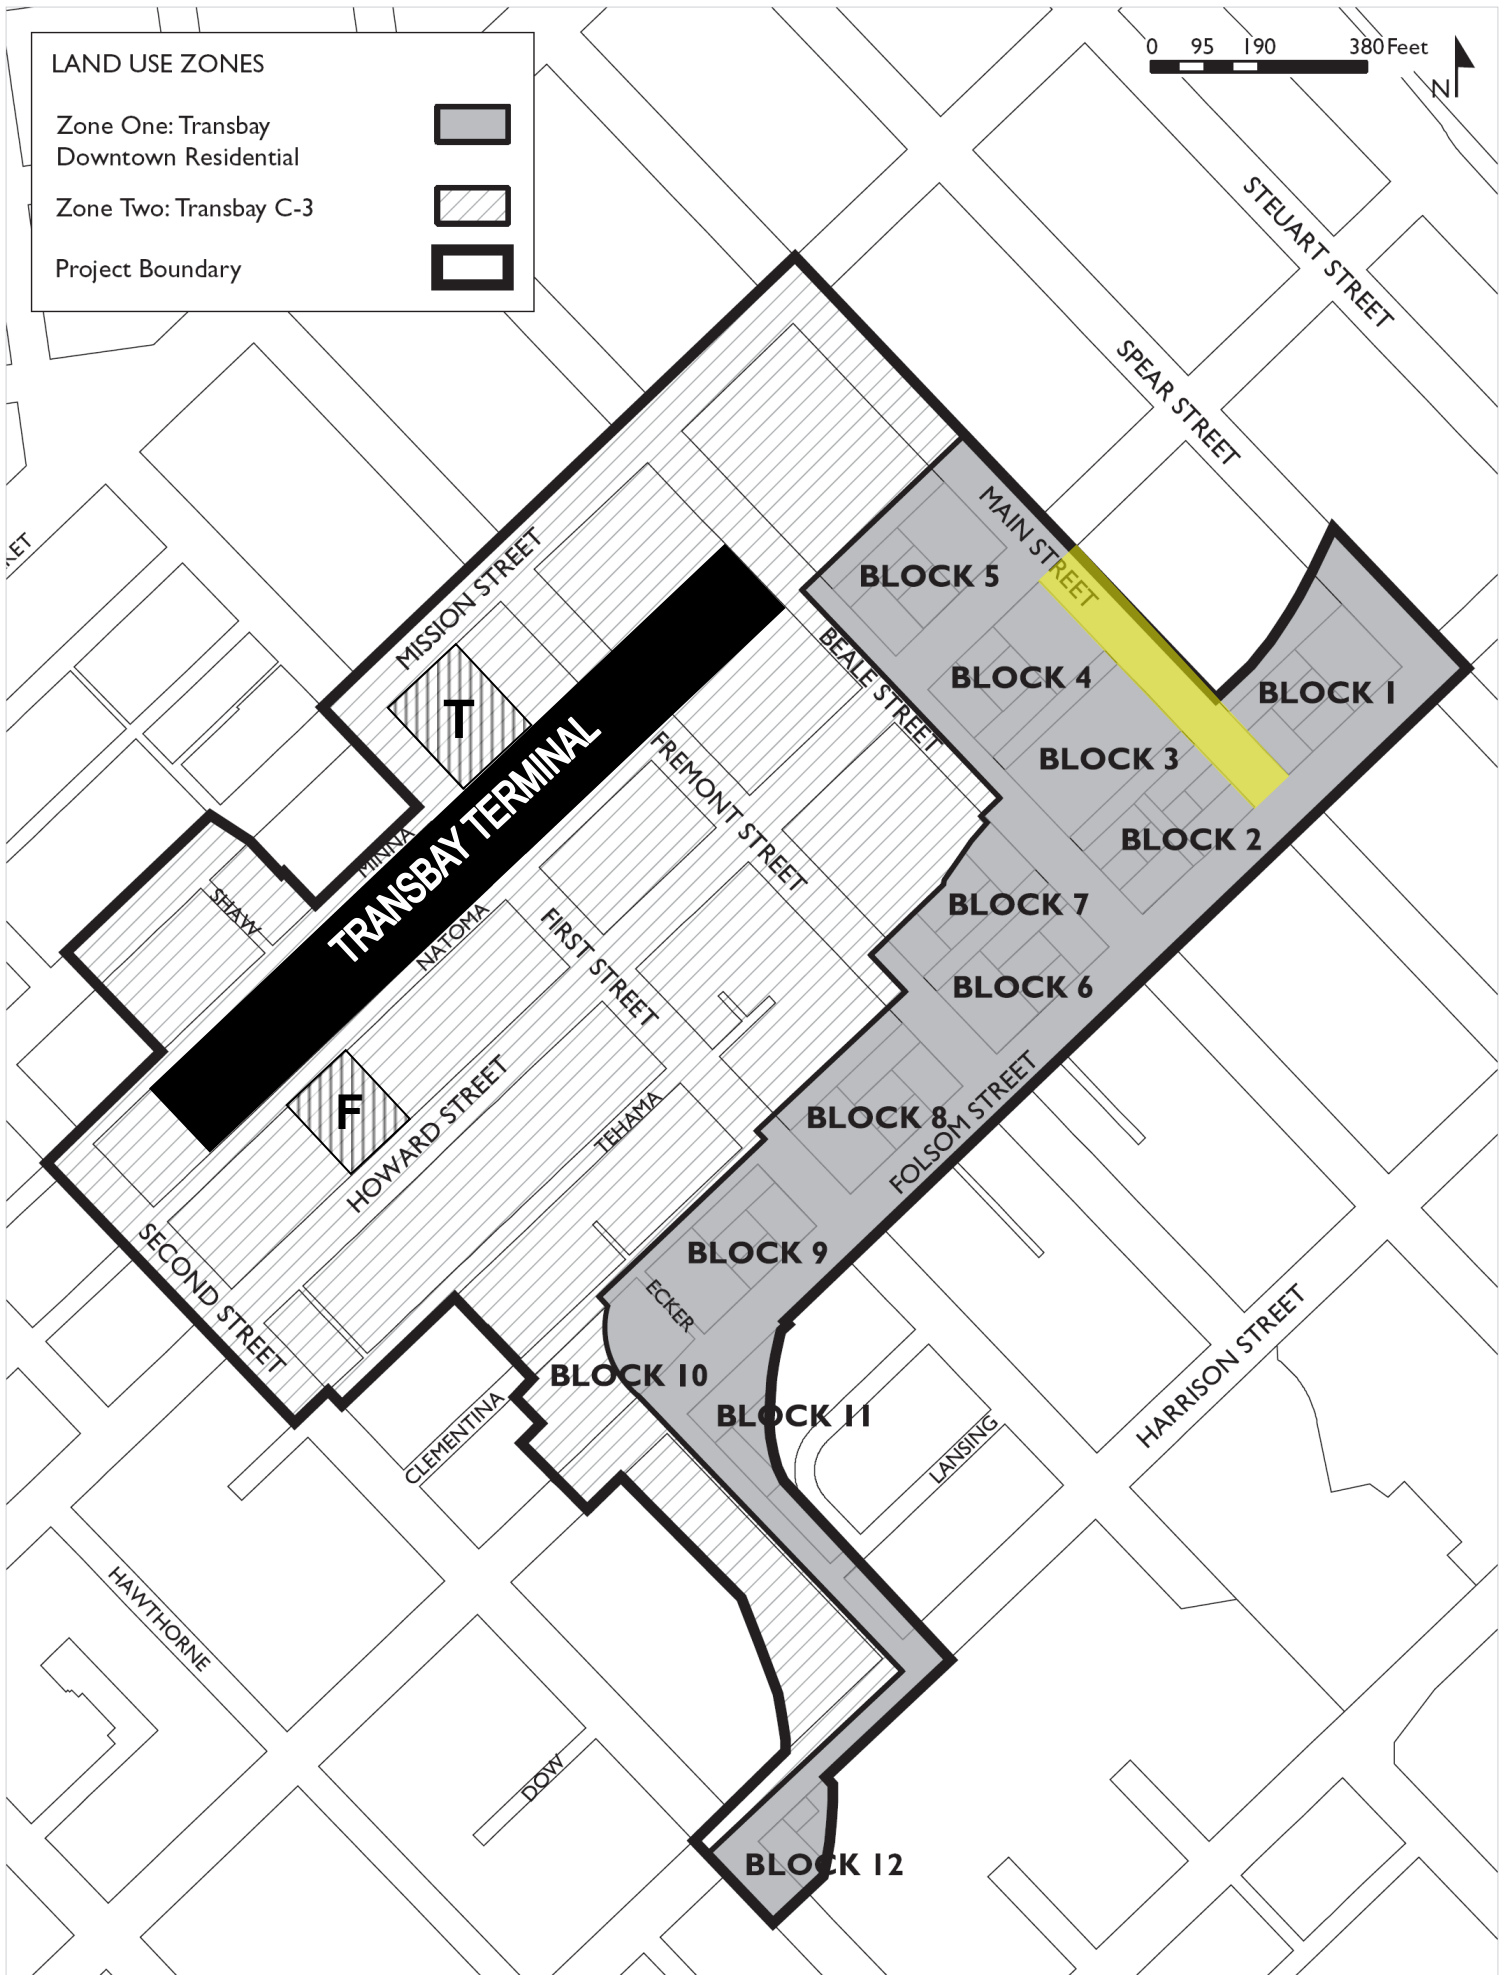 LAND USE ZONES
Zone One: Transbay
Downtown Residential
Zone Two: Transbay C-3
Project Boundary
0 95 190 380 Feet
N
STEUART STREET
SPEAR STREET
MAIN STREET
BLOCK 5
MISSION STREET
BEALE STREET
BLOCK 4
BLOCK 1
T
BLOCK 3
FREMONT STREET
TRANSBAY TERMINAL
BLOCK 2
MINNA
SHAW
BLOCK 7
NATOMA
FIRST STREET
BLOCK 6
F
HOWARD STREET
TEHAMA
BLOCK 8
FOLSOM STREET
SECOND STREET
BLOCK 9
ECKER
HARRISON STREET
BLOCK 10
BLOCK 11
CLEMENTINA
LANSING
HAWTHORNE
DOW
BLOCK 12